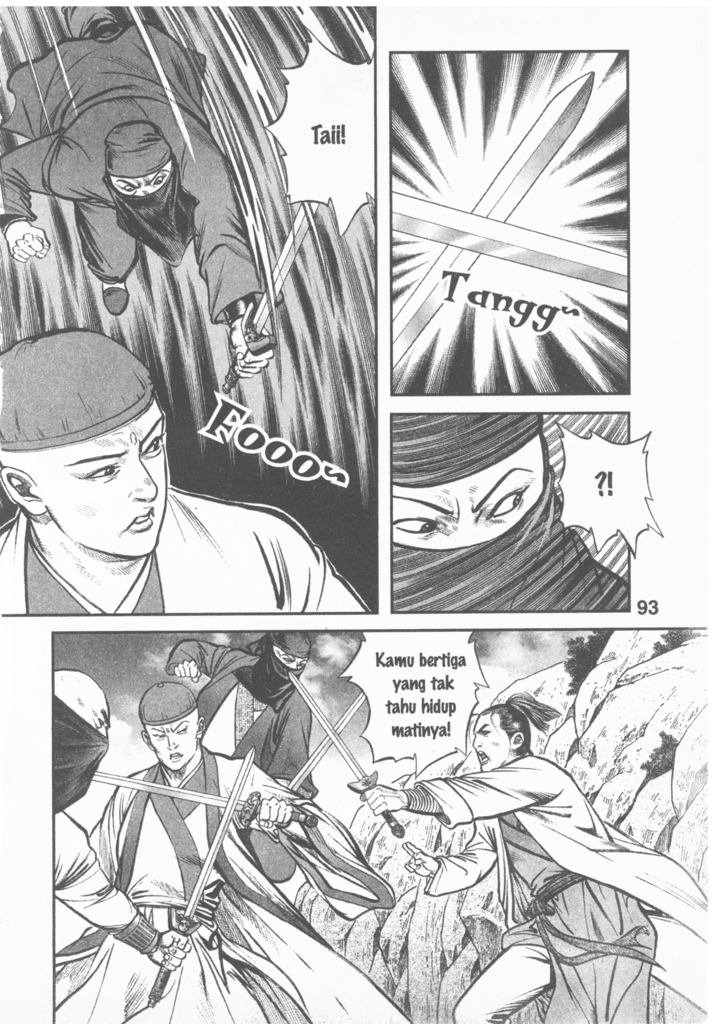 Taii!
Fooo~
Tangg~
?!
93
Kamu bertiga
yang tak
tahu hidup
matinya!